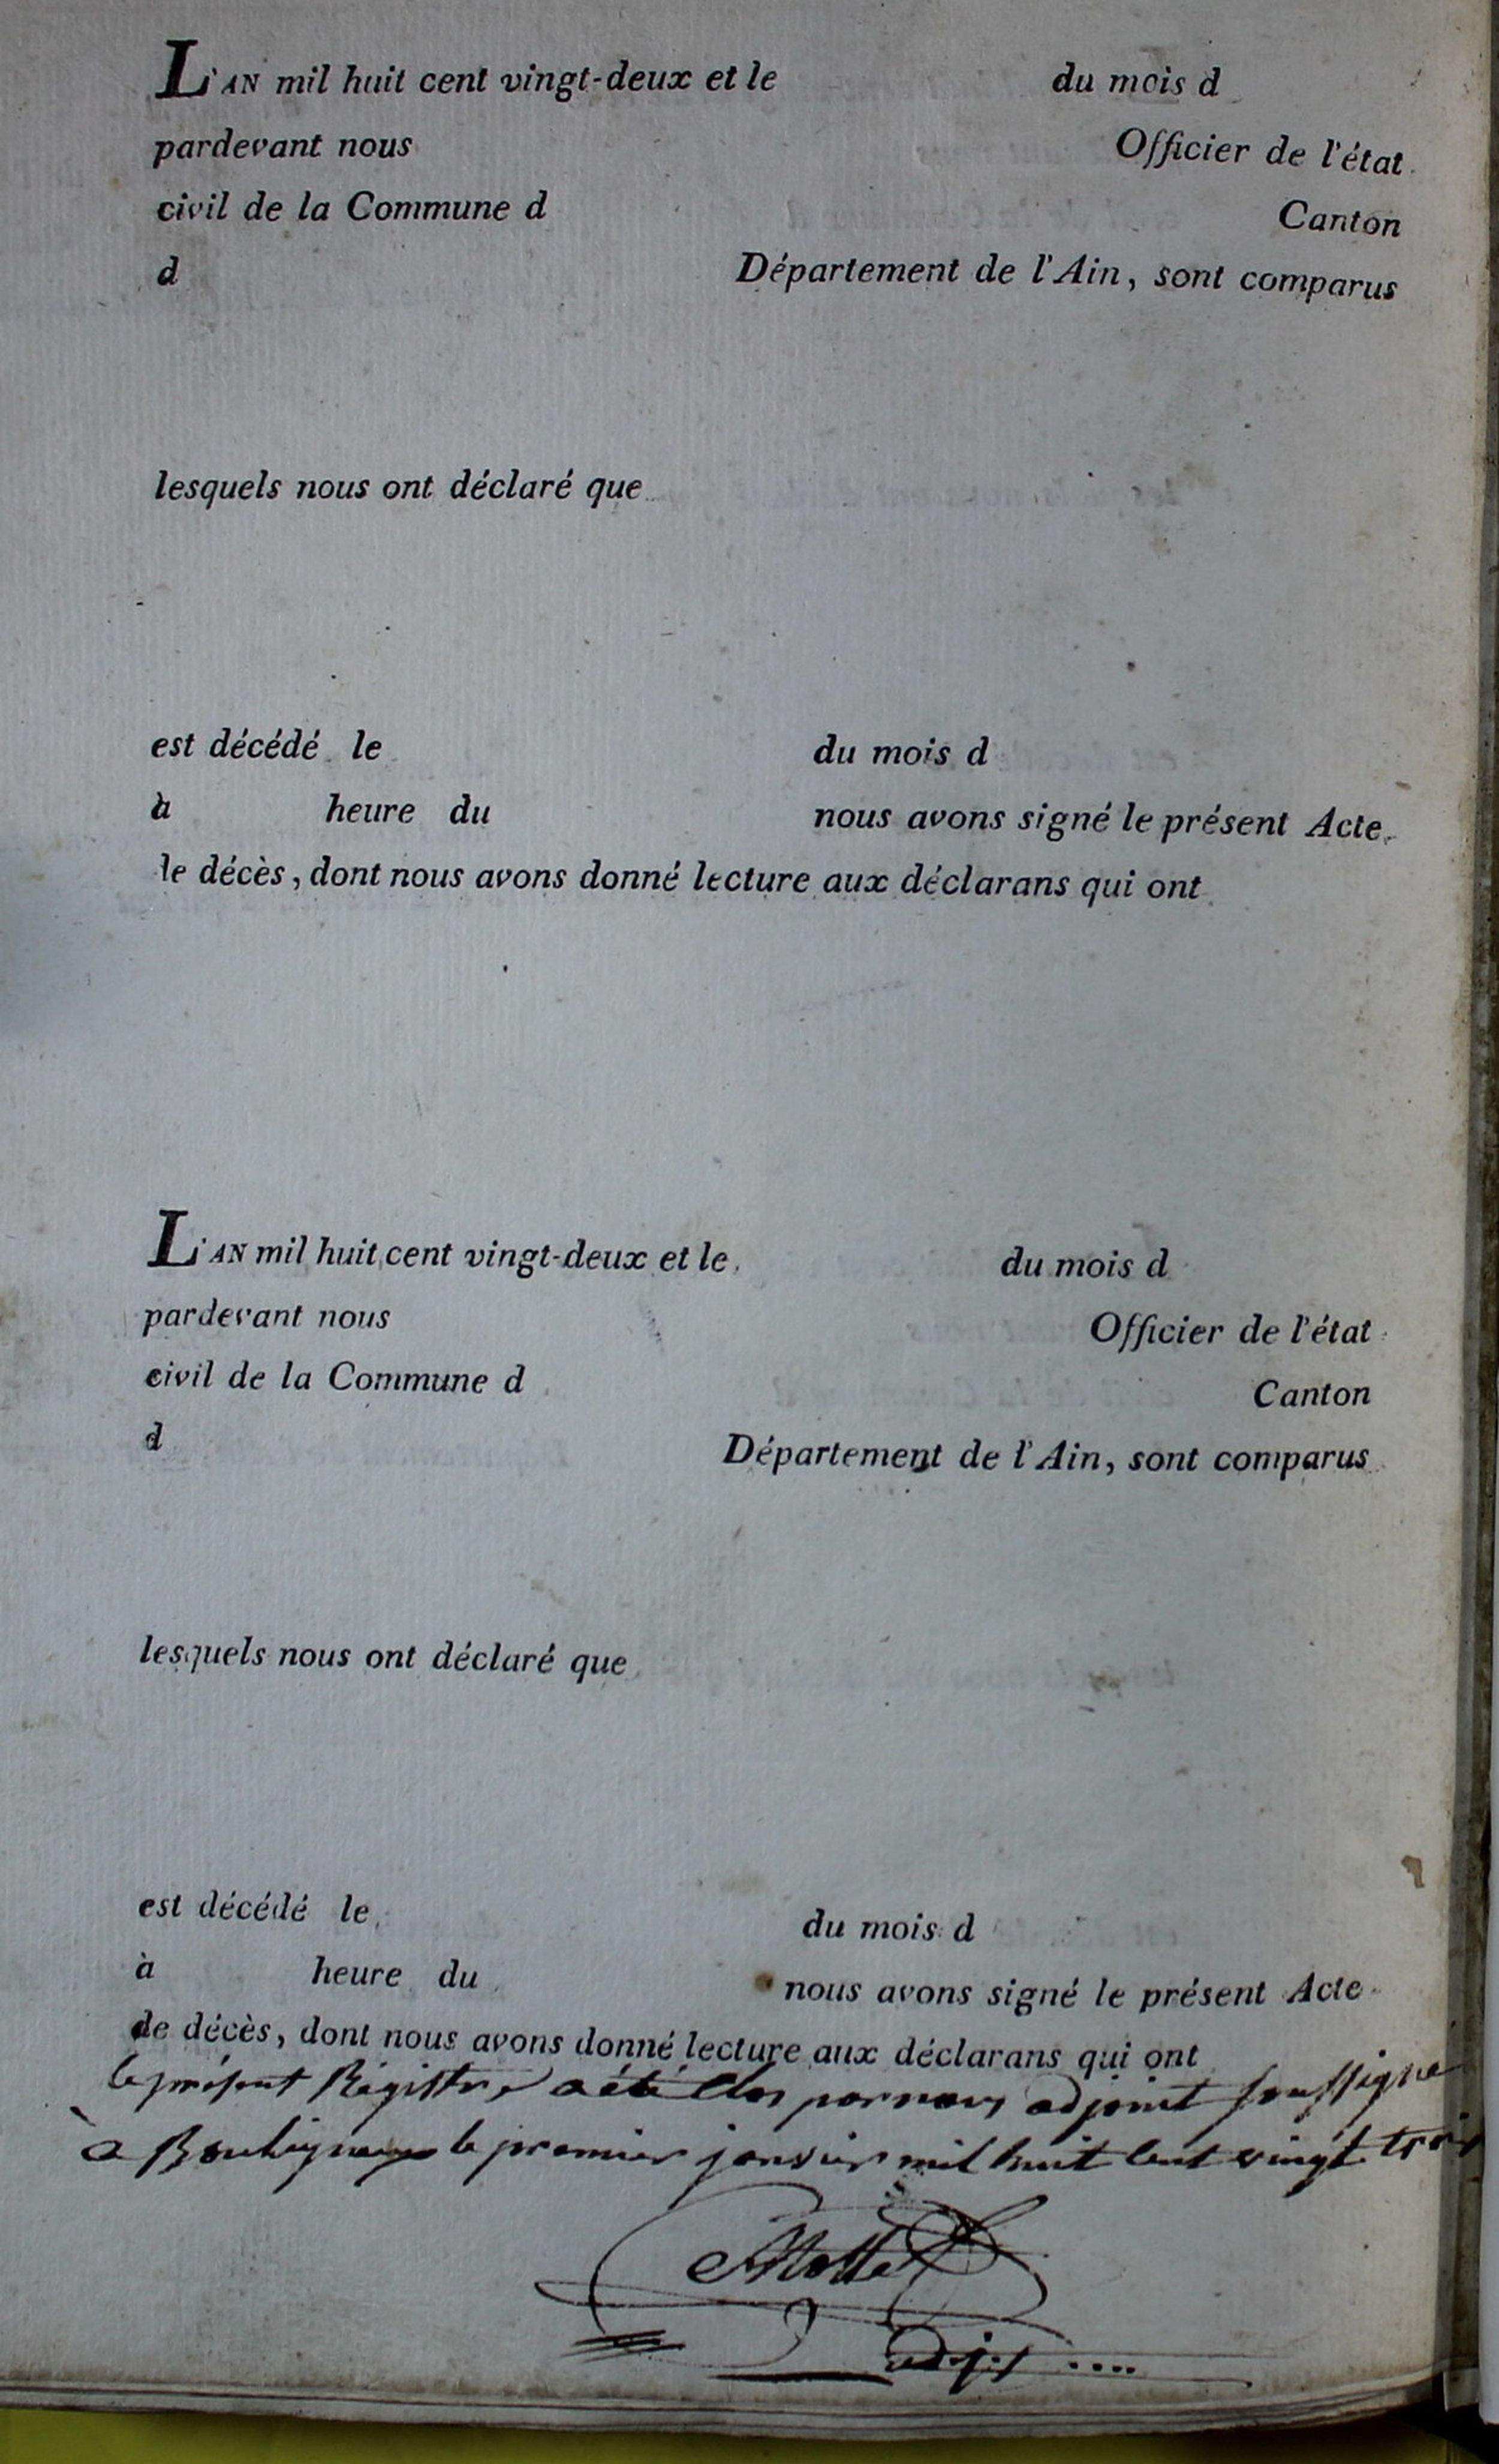 L'AN mil huit cent vingt-deux et le du mois d
pardevant nous Officier de l'état
civil de la Commune d Canton
d Département de l'Ain, sont comparus
lesquels nous ont déclaré que
est décédé le du mois d
à heure du nous avons signé le présent Acte
le décès, dont nous avons donné lecture aux déclarans qui ont
L'AN mil huit cent vingt-deux et le du mois d
pardevant nous Officier de l'état
civil de la Commune d Canton
d Département de l'Ain, sont comparus
lesquels nous ont déclaré que
est décédé le du mois d
à heure du nous avons signé le présent Acte
de décès, dont nous avons donné lecture aux déclarans qui ont
le présent Régistre a été Clos par nous adjoint soussigné
à Bouligneux le premier janvier mil huit cent vingt trois
adjt